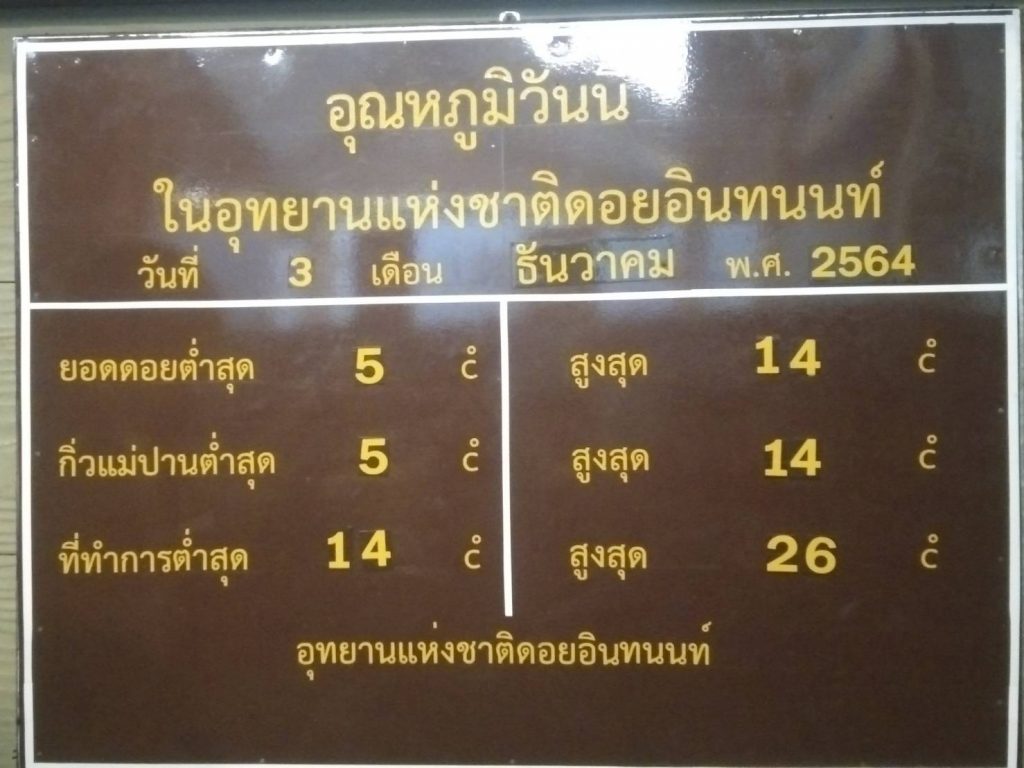 อุณหภูมิวันนี้
ในอุทยานแห่งชาติดอยอินทนนท์
วันที่ 3 เดือน ธันวาคม พ.ศ. 2564
ยอดดอยต่ำสุด 5 °C สูงสุด 14 °C
กิ่วแม่ปานต่ำสุด 5 °C สูงสุด 14 °C
ที่ทำการต่ำสุด 14 °C สูงสุด 26 °C
อุทยานแห่งชาติดอยอินทนนท์